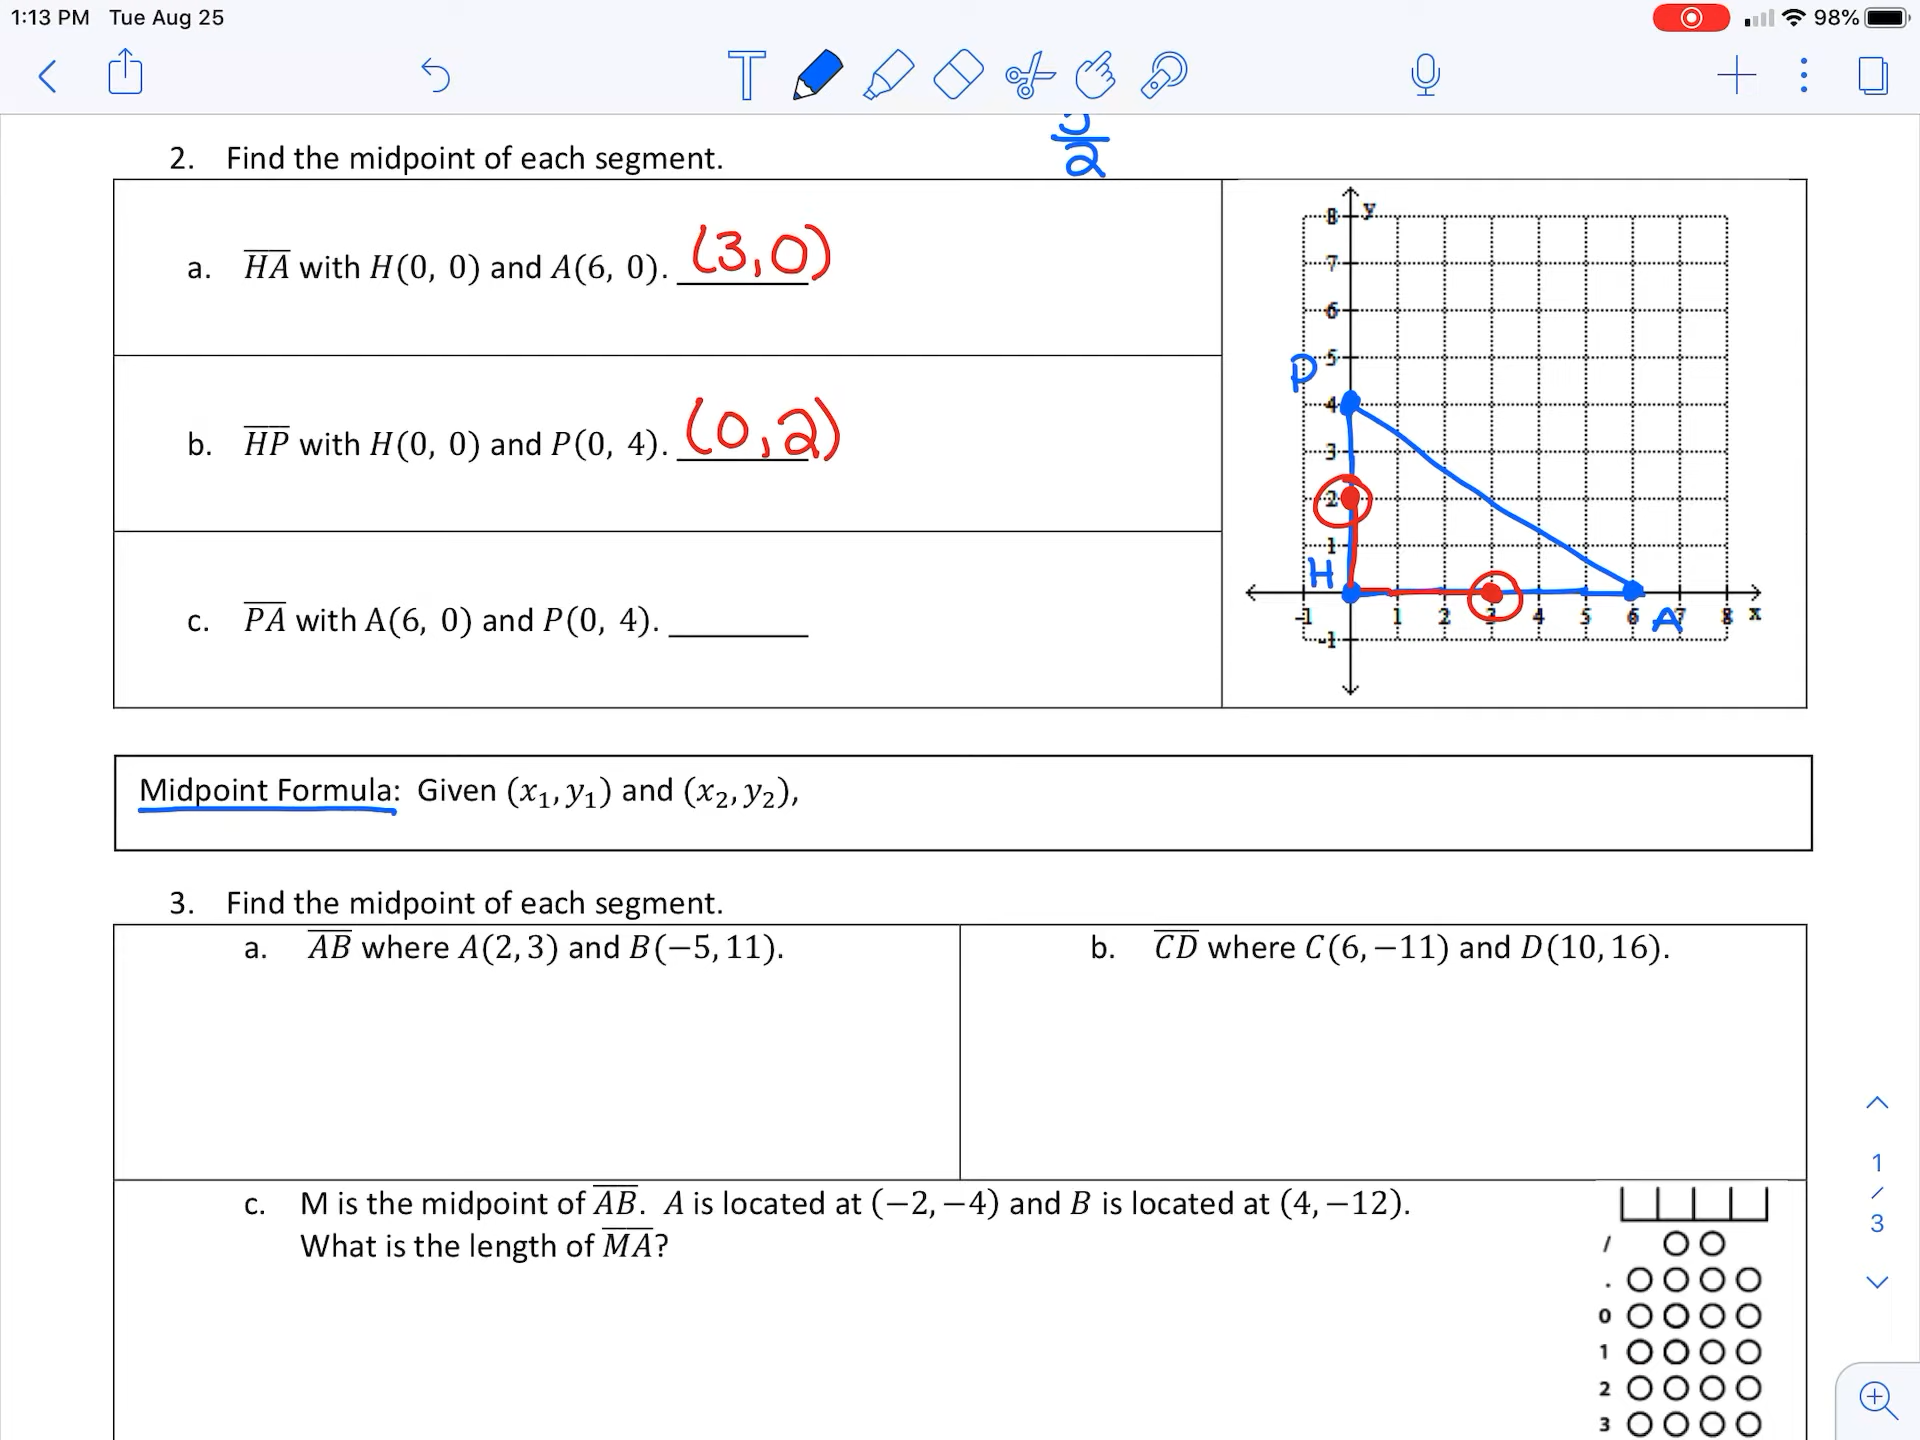 1:13 PM Tue Aug 25
98%
T
2
2. Find the midpoint of each segment.
a. HA with H(0, 0) and A(6, 0). (3,0)
b. HP with H(0, 0) and P(0, 4). (0,2)
c. PA with A(6, 0) and P(0, 4). ________
y
8
7
6
5
P
4
3
2
1
H
-1 1 2 3 4 5 6 A 7 8 x
-1
Midpoint Formula: Given (x₁, y₁) and (x₂, y₂),
3. Find the midpoint of each segment.
a. AB where A(2, 3) and B(−5, 11).
b. CD where C(6, −11) and D(10, 16).
c. M is the midpoint of AB. A is located at (−2, −4) and B is located at (4, −12).
What is the length of MA?
/
.
0
1
2
3
1
/
3